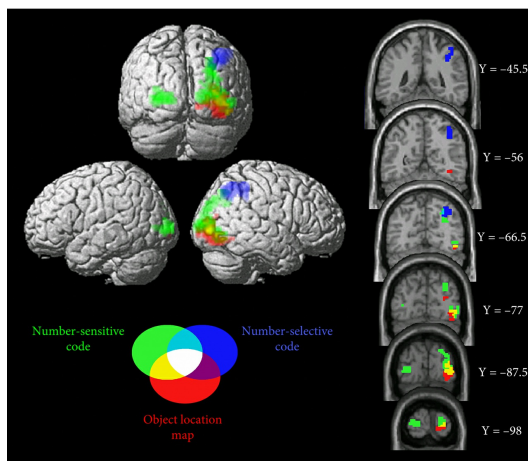 Y = –45.5
Y = –56
Y = –66.5
Y = –77
Y = –87.5
Y = –98
Number-sensitive
code
Number-selective
code
Object location
map